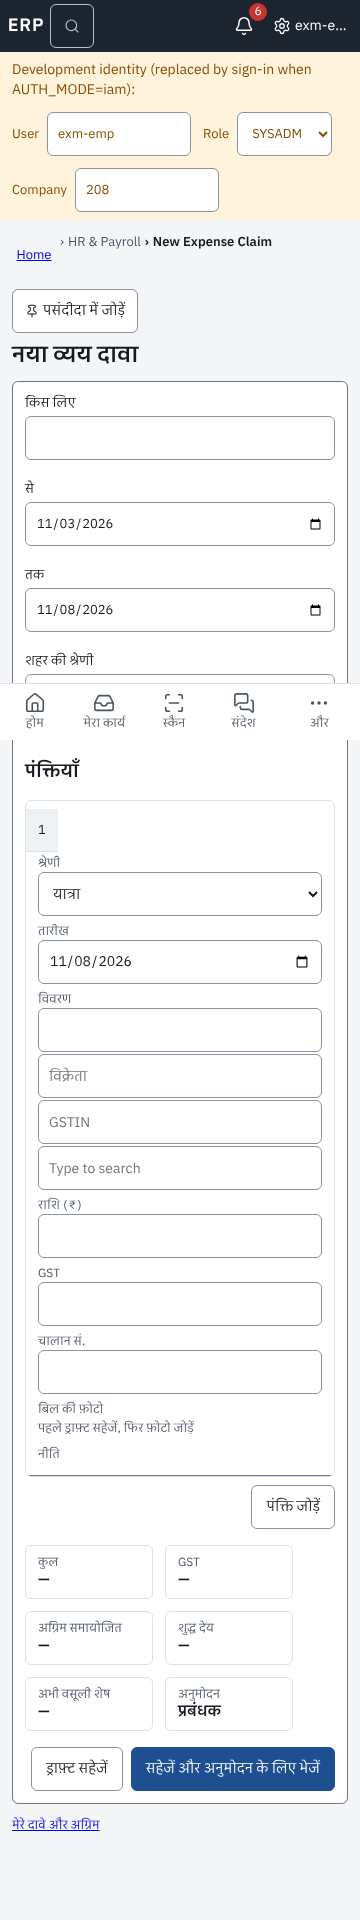 ERP
6
exm-e...
Development identity (replaced by sign-in when
AUTH_MODE=iam):
User exm-emp Role SYSADM
Company 208
Home › HR & Payroll › New Expense Claim
पसंदीदा में जोड़ें
नया व्यय दावा
किस लिए
से
11/03/2026
तक
11/08/2026
शहर की श्रेणी
होम मेरा कार्य स्कैन संदेश और
पंक्तियाँ
1
श्रेणी
यात्रा
तारीख
11/08/2026
विवरण
विक्रेता
GSTIN
Type to search
राशि (₹)
GST
चालान सं.
बिल की फ़ोटो
पहले ड्राफ़्ट सहेजें, फिर फ़ोटो जोड़ें
नीति
पंक्ति जोड़ें
कुल GST
— —
अग्रिम समायोजित शुद्ध देय
— —
अभी वसूली शेष अनुमोदन
— प्रबंधक
ड्राफ़्ट सहेजें सहेजें और अनुमोदन के लिए भेजें
मेरे दावे और अग्रिम